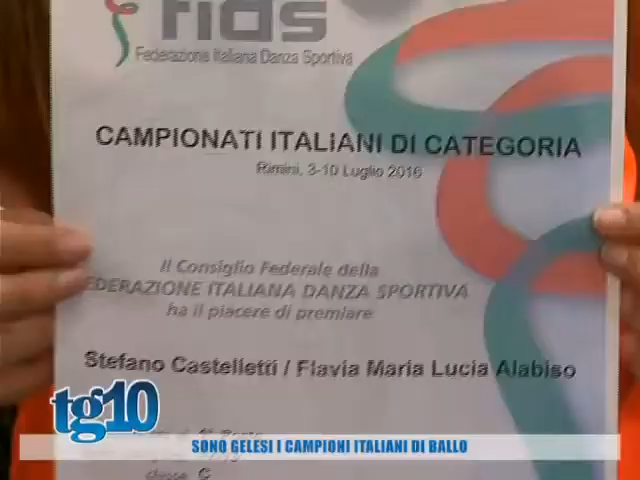 fids
Federazione Italiana Danza Sportiva
CAMPIONATI ITALIANI DI CATEGORIA
Rimini, 3-10 Luglio 2016
Il Consiglio Federale della
FEDERAZIONE ITALIANA DANZA SPORTIVA
ha il piacere di premiare
Stefano Castelletti / Flavia Maria Lucia Alabiso
tg10
SONO GELESI I CAMPIONI ITALIANI DI BALLO
classe C